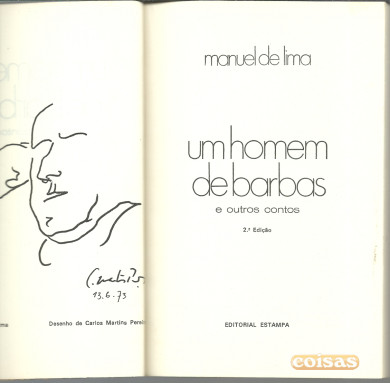 13.6.73
Desenho de Carlos Martins
manuel de lima
um homem
de barbas
e outros contos
2.ª Edição
EDITORIAL ESTAMPA
coisas